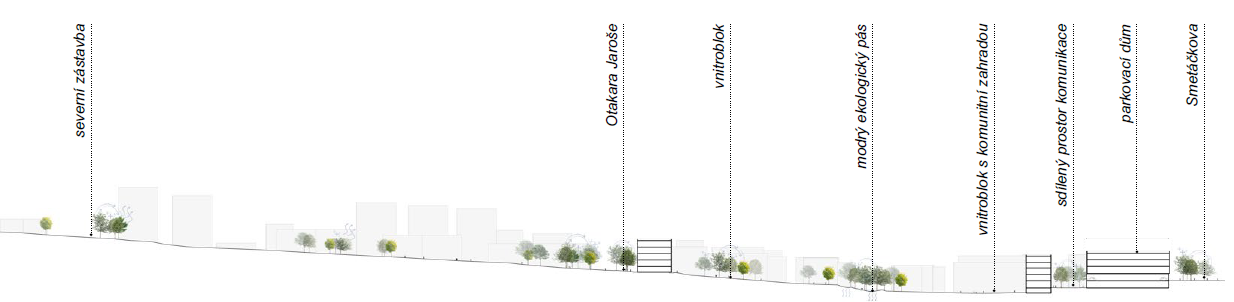 severní zástavba
Otakara Jaroše
vnitroblok
modrý ekologický pás
vnitroblok s komunitní zahradou
sdílený prostor komunikace
parkovací dům
Smetáčkova